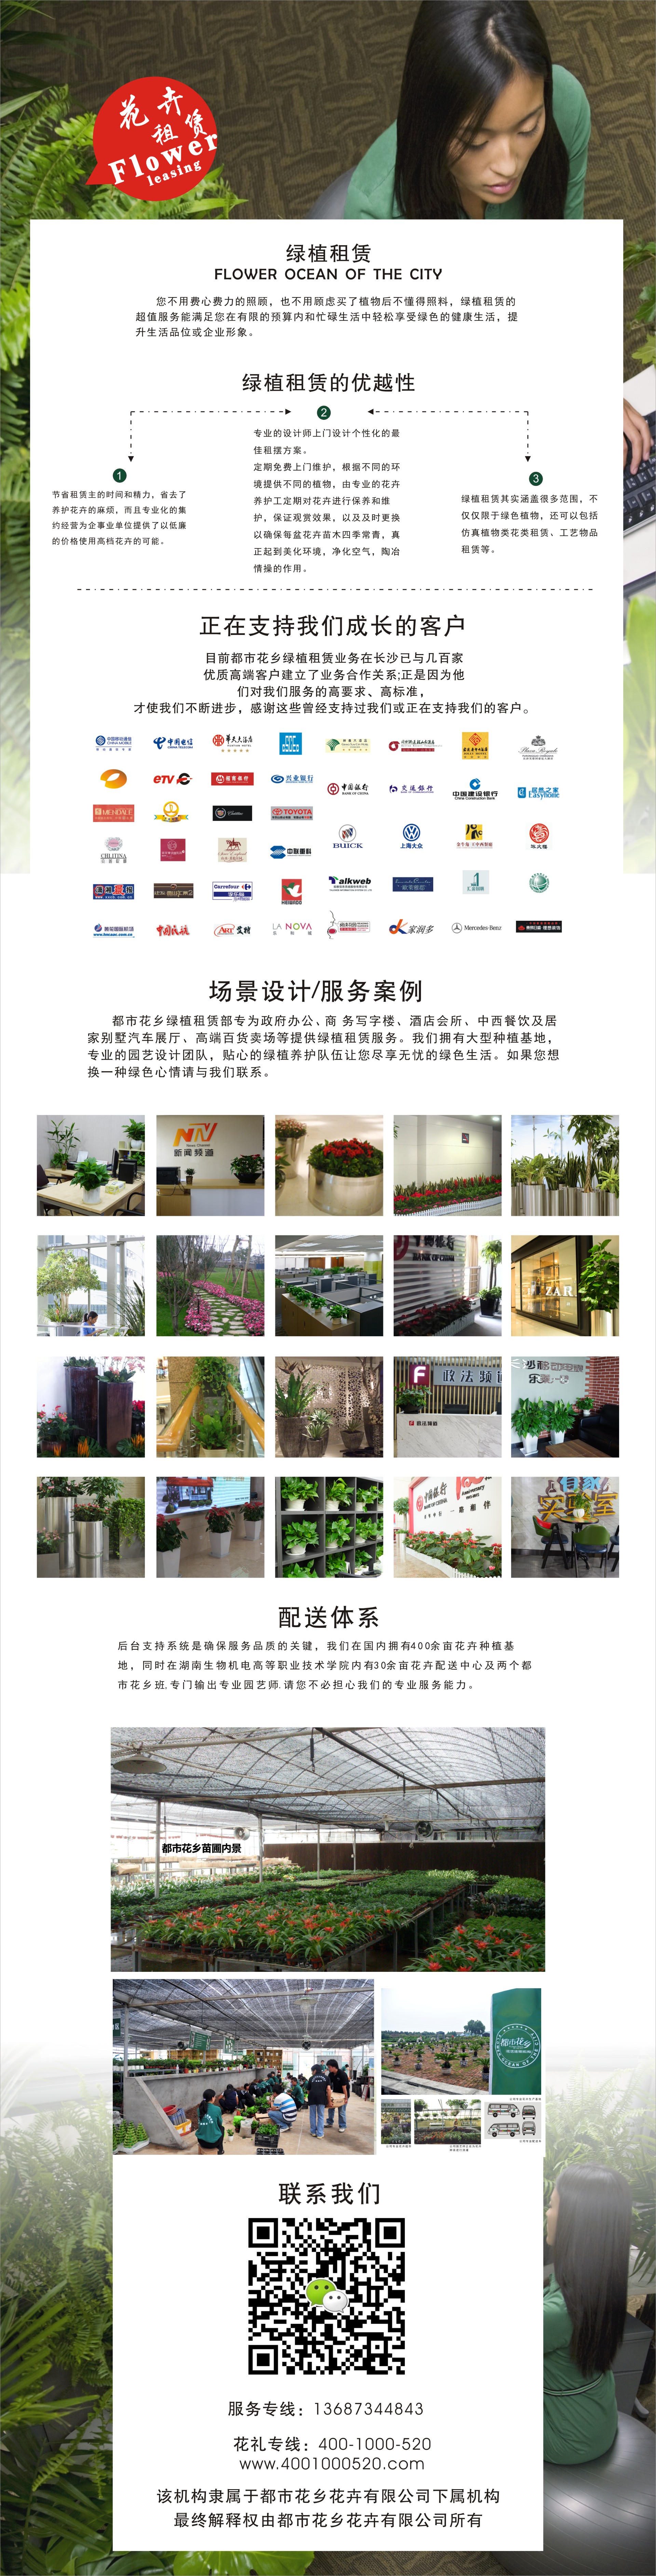 花卉
租赁
Flower
leasing
绿植租赁
FLOWER OCEAN OF THE CITY
您不用费心费力的照顾，也不用顾虑买了植物后不懂得照料，绿植租赁的
超值服务能满足您在有限的预算内和忙碌生活中轻松享受绿色的健康生活，提
升生活品位或企业形象。
绿植租赁的优越性
1
节省租赁主的时间和精力，省去了
养护花卉的麻烦，而且专业化的集
约经营为企事业单位提供了以低廉
的价格使用高档花卉的可能。
2
专业的设计师上门设计个性化的最
佳租摆方案。
定期免费上门维护，根据不同的环
境提供不同的植物，由专业的花卉
养护工定期对花卉进行保养和维
护，保证观赏效果，以及及时更换
以确保每盆花卉苗木四季常青，真
正起到美化环境，净化空气，陶冶
情操的作用。
3
绿植租赁其实涵盖很多范围，不
仅仅限于绿色植物，还可以包括
仿真植物类花类租赁、工艺物品
租赁等。
正在支持我们成长的客户
目前都市花乡绿植租赁业务在长沙已与几百家
优质高端客户建立了业务合作关系;正是因为他
们对我们服务的高要求、高标准，
才使我们不断进步，感谢这些曾经支持过我们或正在支持我们的客户。
中国移动通信
CHINA MOBILE
中国电信
CHINA TELECOM
华天大酒店
etv
招商银行
兴业银行
中国银行
BANK OF CHINA
交通银行
中国建设银行
China Construction Bank
居然之家
Easyhome
TOYOTA
CHLITINA
中联重科
BUICK
上海大众
潇湘晨报
Carrefour
家乐福
MEIBAO
Talkweb
中国民族
ART 艾特
LA NOVA
家润多
Mercedes-Benz
场景设计/服务案例
都市花乡绿植租赁部专为政府办公、商 务写字楼、酒店会所、中西餐饮及居
家别墅汽车展厅、高端百货卖场等提供绿植租赁服务。我们拥有大型种植基地，
专业的园艺设计团队，贴心的绿植养护队伍让您尽享无忧的绿色生活。如果您想
换一种绿色心情请与我们联系。
新闻频道
BANK OF CHINA
ZAR
政法频道
中国银行
BANK OF CHINA
实验室
配送体系
后台支持系统是确保服务品质的关键，我们在国内拥有400余亩花卉种植基
地，同时在湖南生物机电高等职业技术学院内有30余亩花卉配送中心及两个都
市花乡班,专门输出专业园艺师.请您不必担心我们的专业服务能力。
都市花乡苗圃内景
都市花乡
联系我们
服务专线：13687344843
花礼专线：400-1000-520
www.4001000520.com
该机构隶属于都市花乡花卉有限公司下属机构
最终解释权由都市花乡花卉有限公司所有